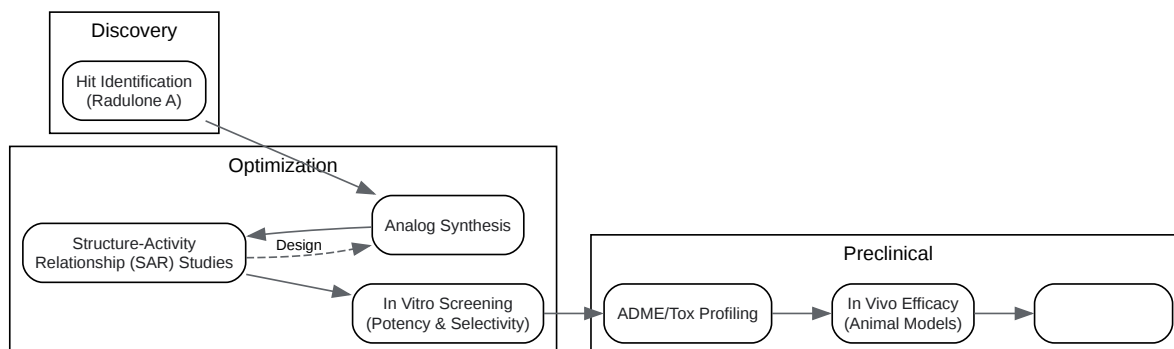 Discovery
Hit Identification
(Radulone A)
Optimization
Analog Synthesis
Design
Structure-Activity
Relationship (SAR) Studies
In Vitro Screening
(Potency & Selectivity)
Preclinical
ADME/Tox Profiling
In Vivo Efficacy
(Animal Models)